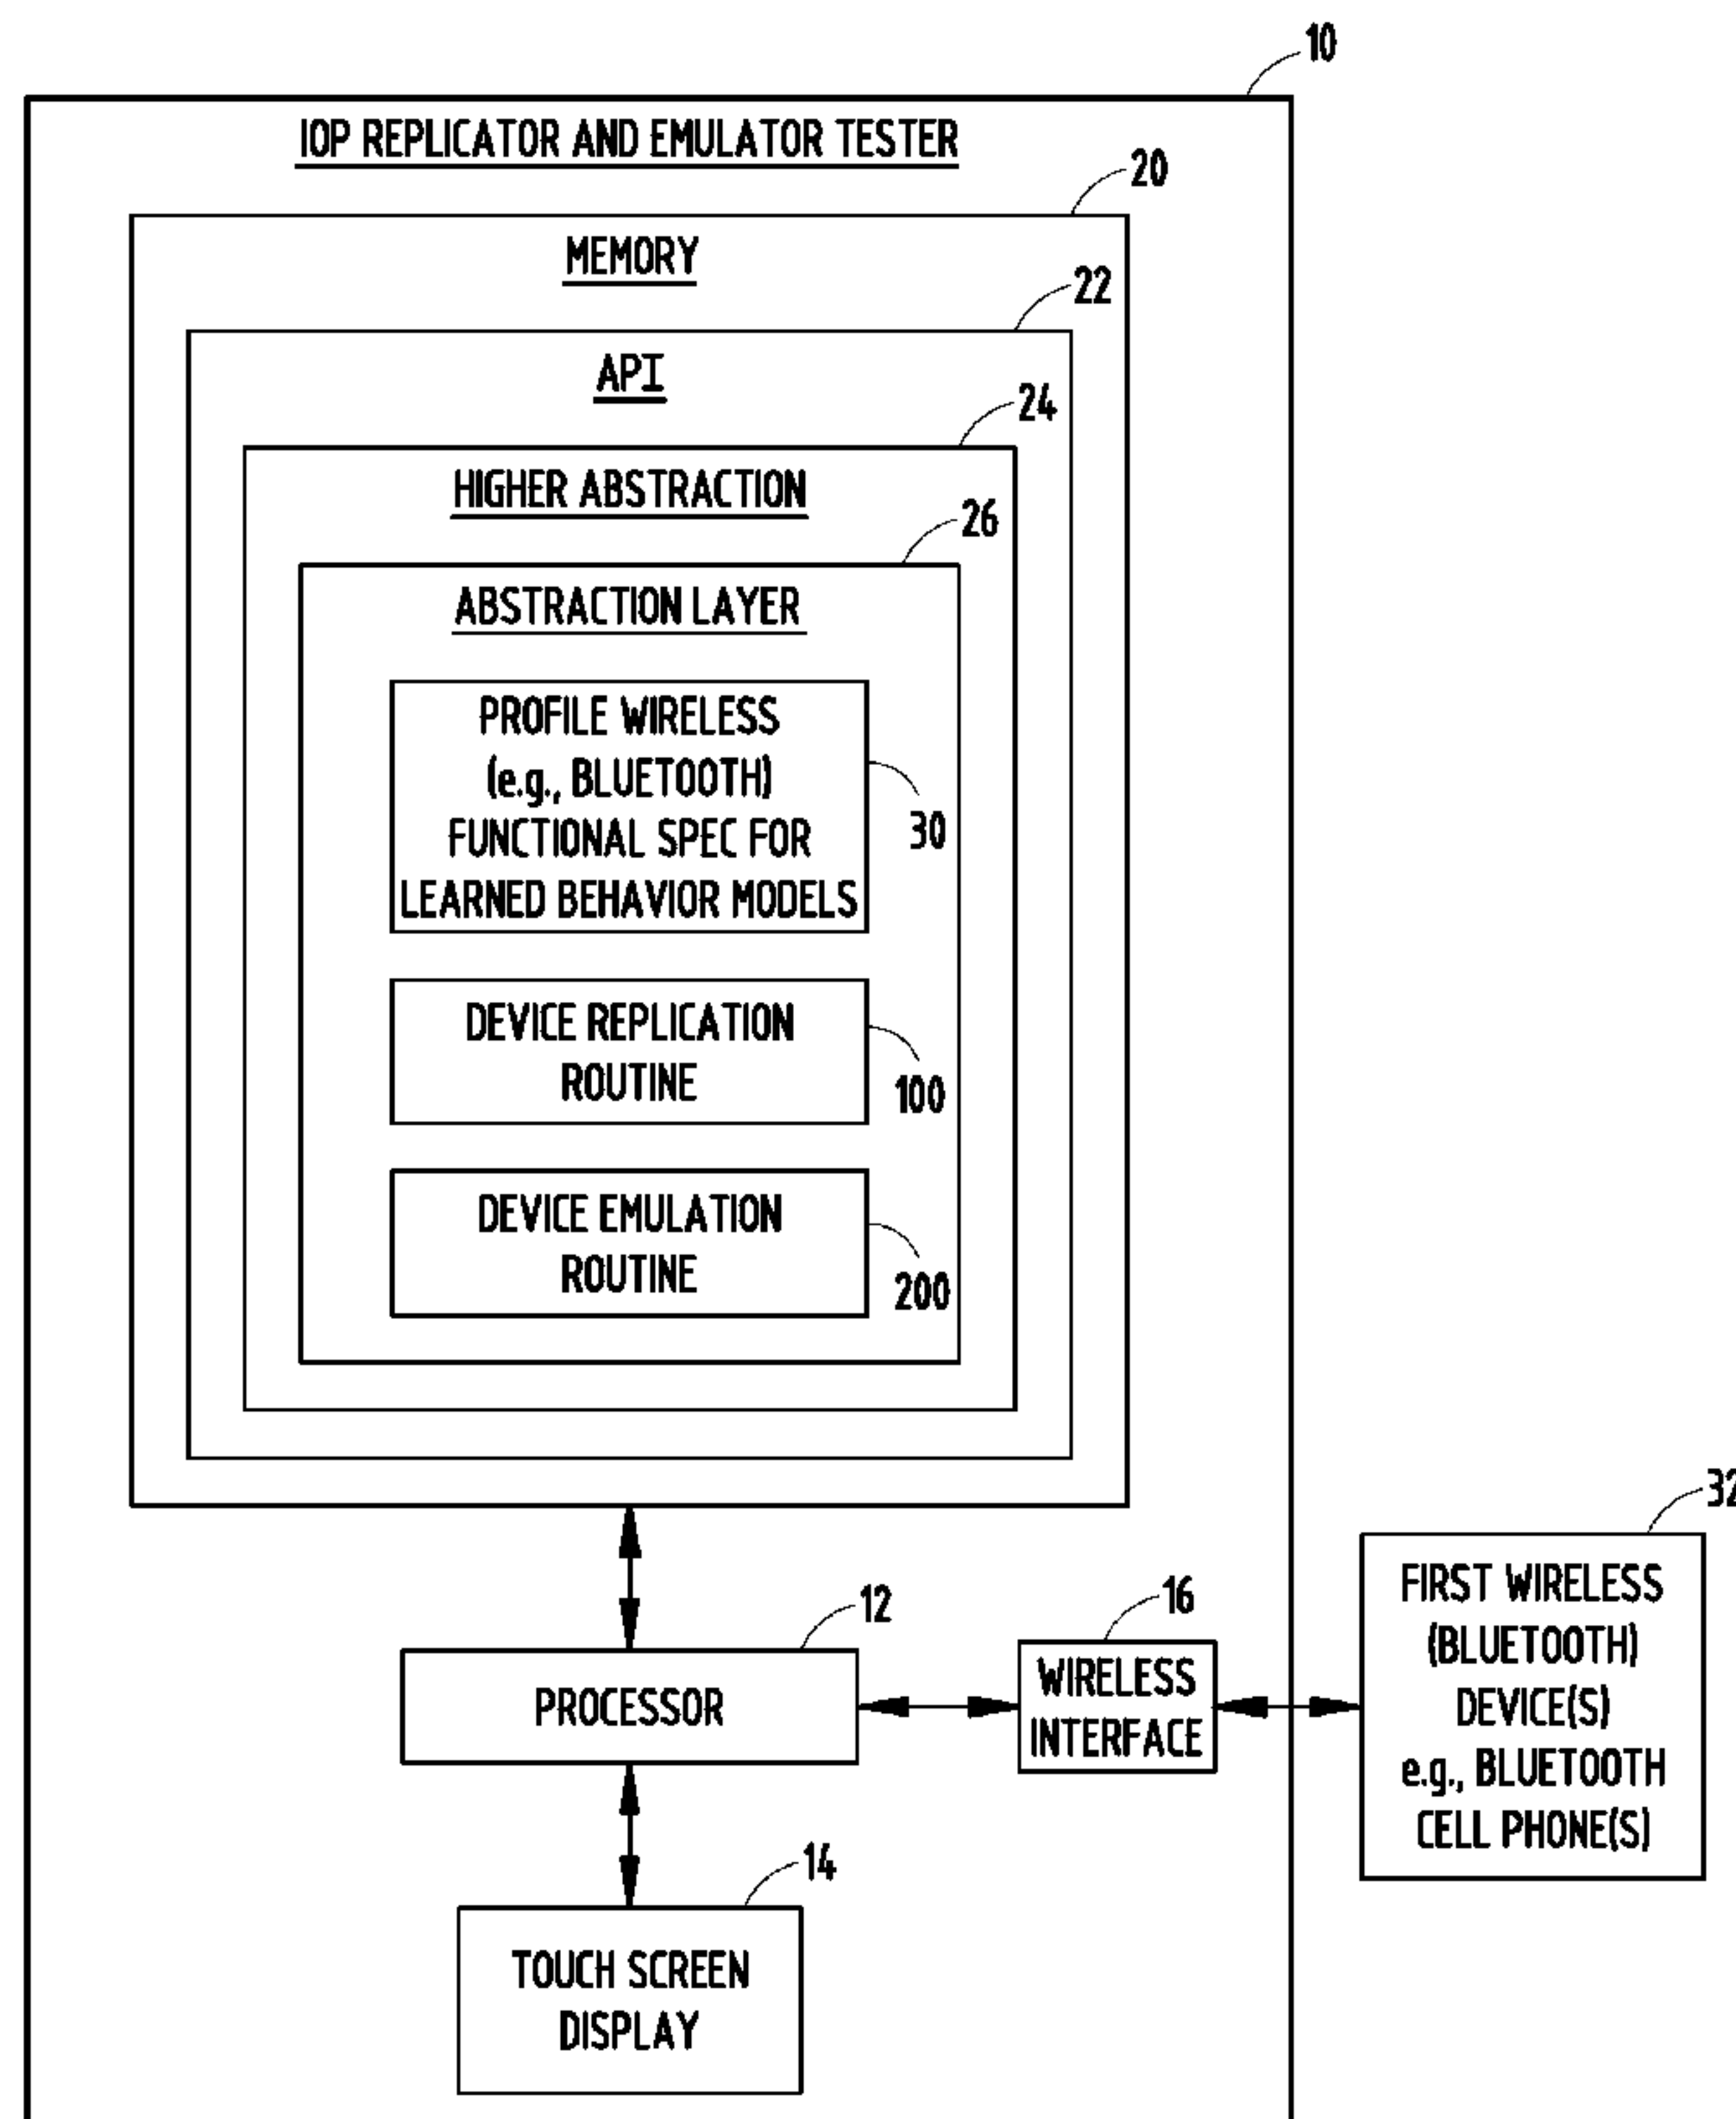 10
IOP REPLICATOR AND EMULATOR TESTER
20
MEMORY
22
API
24
HIGHER ABSTRACTION
26
ABSTRACTION LAYER
PROFILE WIRELESS
(e.g., BLUETOOTH)
FUNCTIONAL SPEC FOR
LEARNED BEHAVIOR MODELS
30
DEVICE REPLICATION
ROUTINE
100
DEVICE EMULATION
ROUTINE
200
32
FIRST WIRELESS
(BLUETOOTH)
DEVICE(S)
e.g., BLUETOOTH
CELL PHONE(S)
12
PROCESSOR
16
WIRELESS
INTERFACE
14
TOUCH SCREEN
DISPLAY